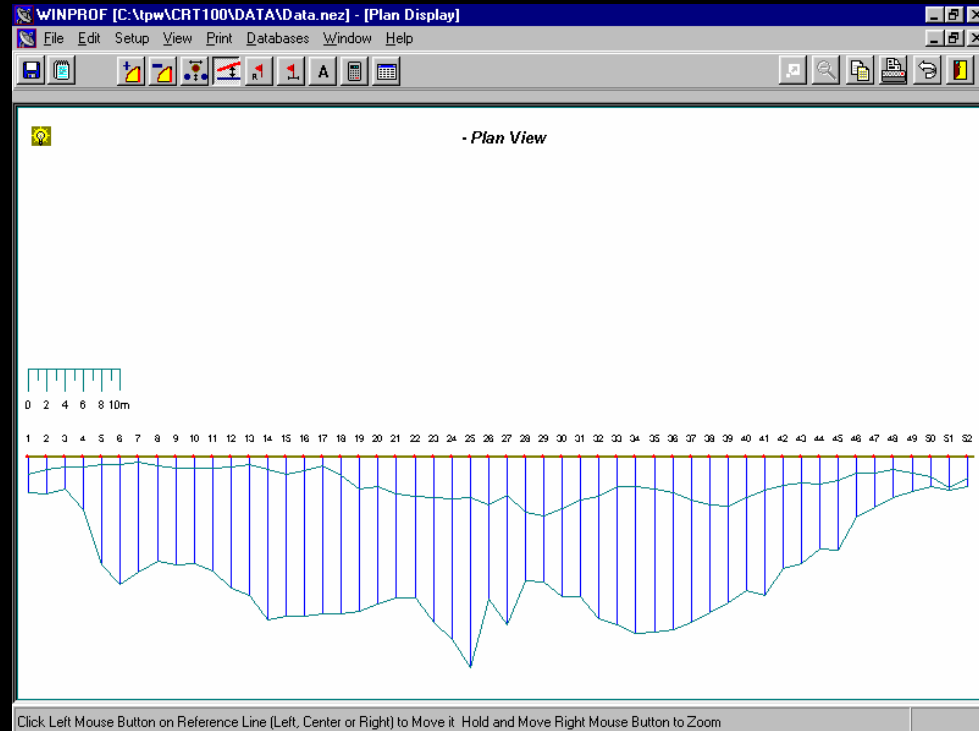 WINPROF [C:\tpw\CRT100\DATA\Data.nez] - [Plan Display]
File Edit Setup View Print Databases Window Help
R A
- Plan View
0 2 4 6 8 10m
1 2 3 4 5 6 7 8 9 10 11 12 13 14 15 16 17 18 19 20 21 22 23 24 25 26 27 28 29 30 31 32 33 34 35 36 37 38 39 40 41 42 43 44 45 46 47 48 49 50 51 52
Click Left Mouse Button on Reference Line (Left, Center or Right) to Move it Hold and Move Right Mouse Button to Zoom